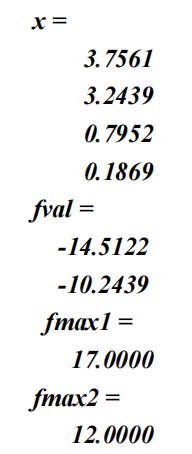 x =
3.7561
3.2439
0.7952
0.1869
fval =
-14.5122
-10.2439
fmax1 =
17.0000
fmax2 =
12.0000